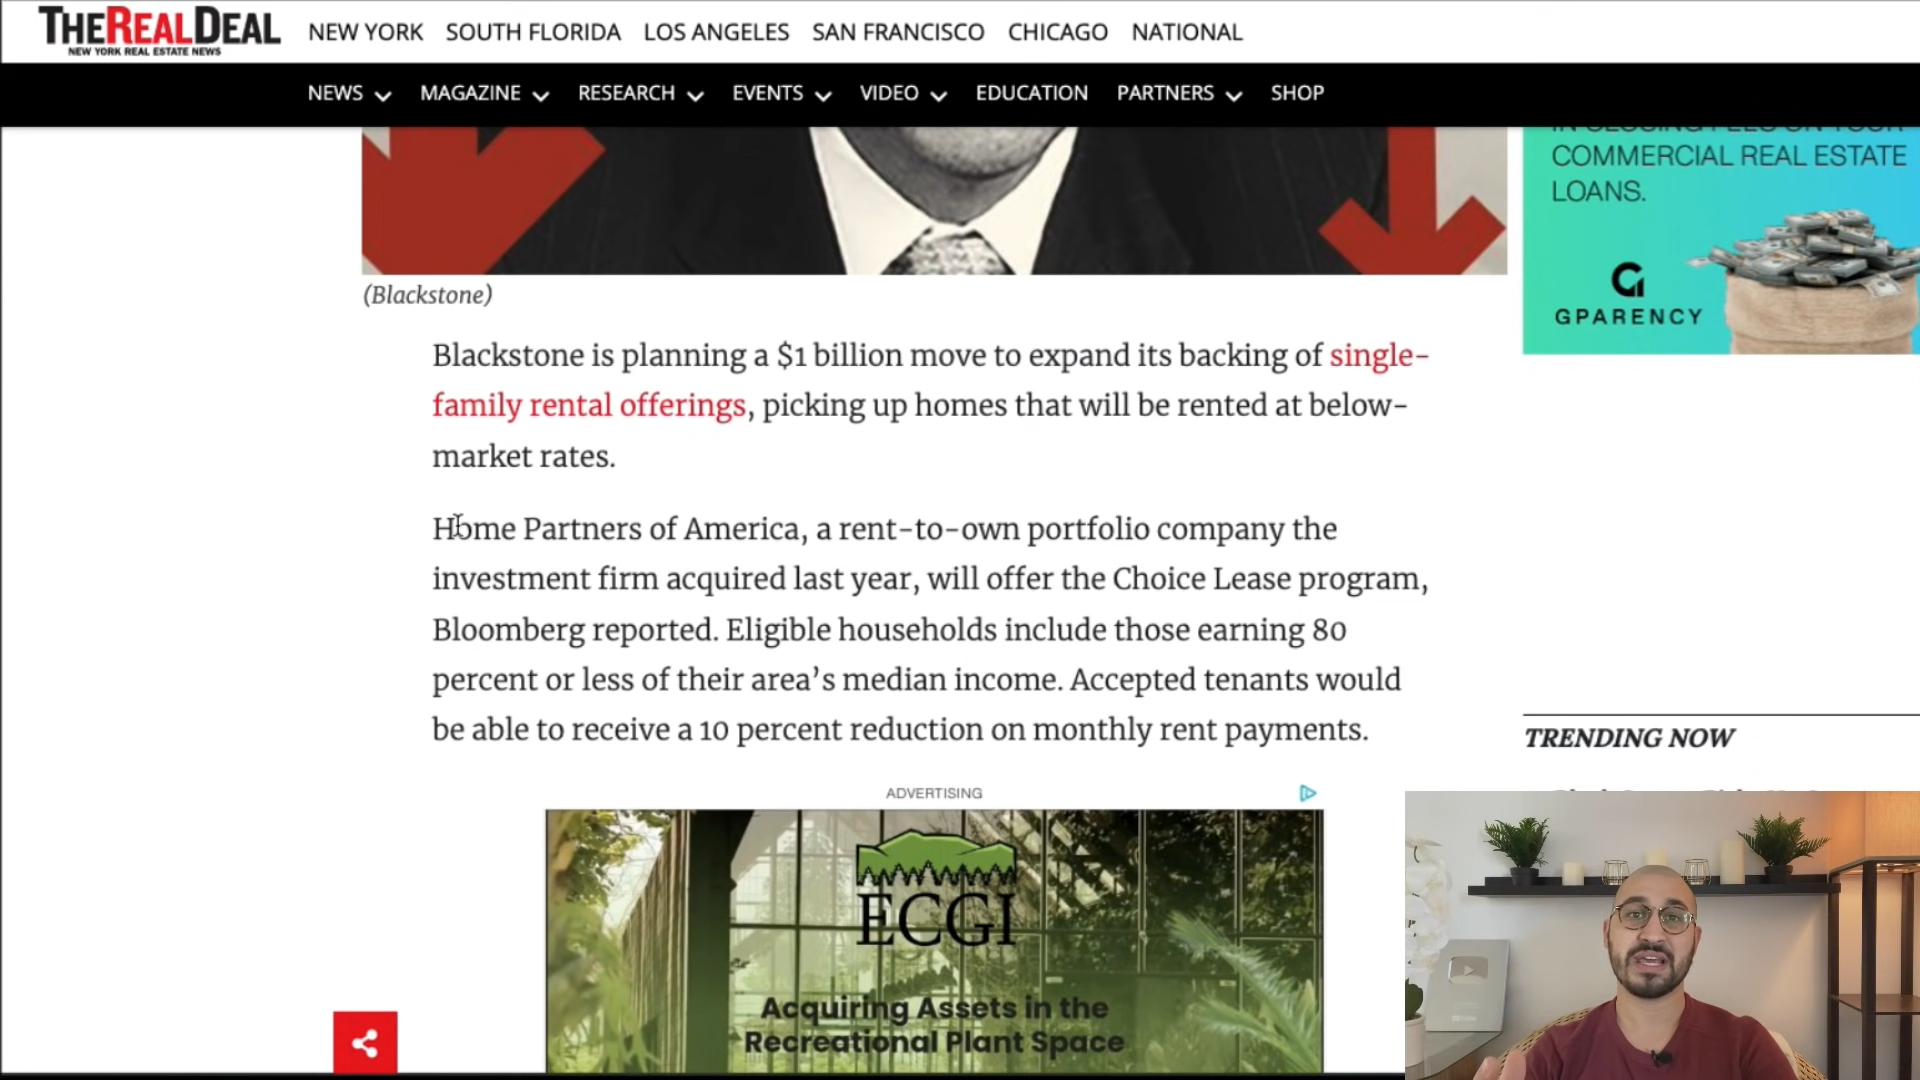 THEREALDEAL
NEW YORK REAL ESTATE NEWS
NEW YORK SOUTH FLORIDA LOS ANGELES SAN FRANCISCO CHICAGO NATIONAL
NEWS MAGAZINE RESEARCH EVENTS VIDEO EDUCATION PARTNERS SHOP
COMMERCIAL REAL ESTATE
LOANS.
GPARENCY
(Blackstone)
Blackstone is planning a $1 billion move to expand its backing of single-
family rental offerings, picking up homes that will be rented at below-
market rates.
Home Partners of America, a rent-to-own portfolio company the
investment firm acquired last year, will offer the Choice Lease program,
Bloomberg reported. Eligible households include those earning 80
percent or less of their area’s median income. Accepted tenants would
be able to receive a 10 percent reduction on monthly rent payments.
TRENDING NOW
ADVERTISING
ECGI
Acquiring Assets in the
Recreational Plant Space